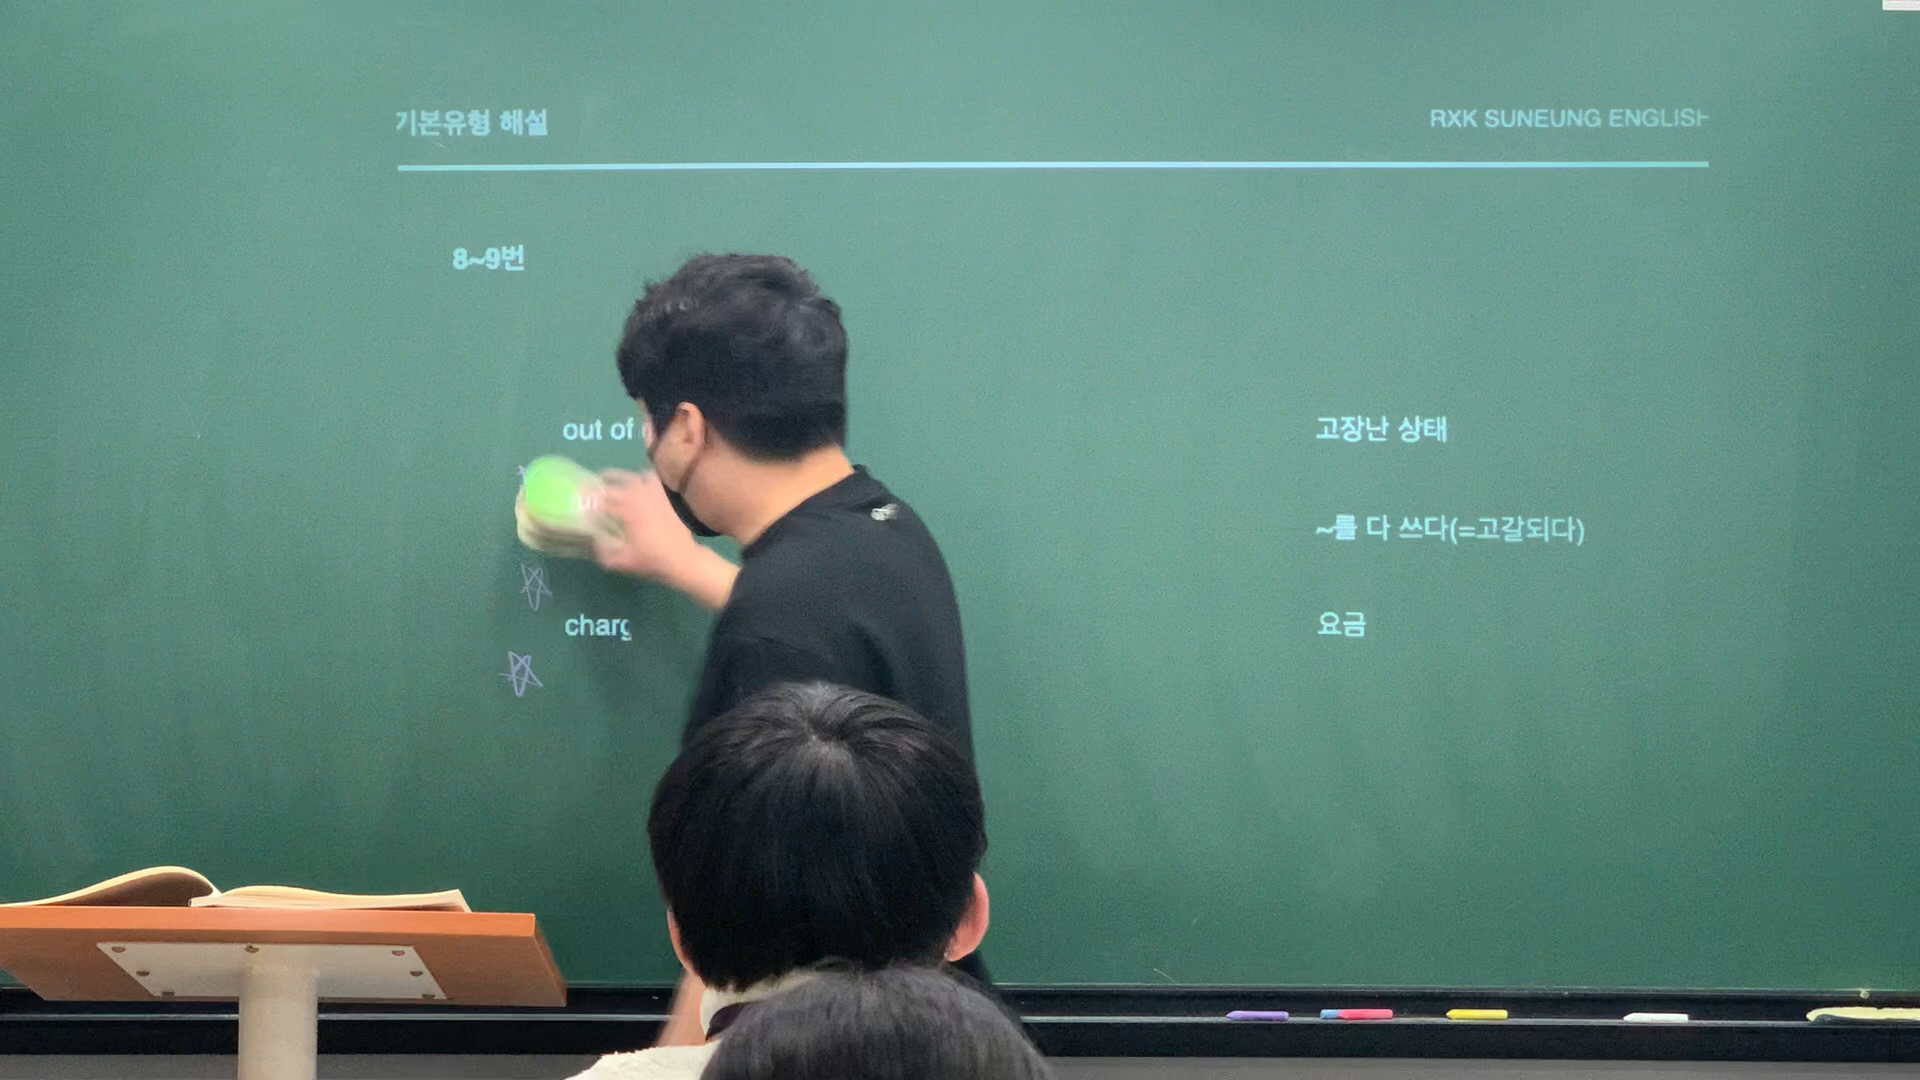 기본유형 해설
RXK SUNEUNG ENGLISH
8~9번
out of
고장난 상태
~를 다 쓰다(=고갈되다)
charg
요금